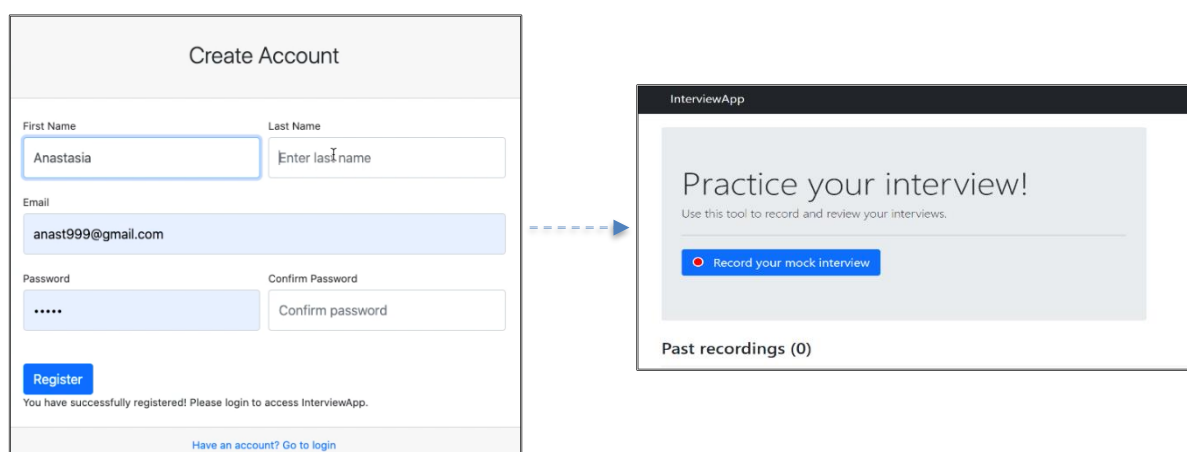 Create Account
First Name
Last Name
Anastasia
Enter last name
Email
anast999@gmail.com
Password
Confirm Password
•••••
Confirm password
Register
You have successfully registered! Please login to access InterviewApp.
Have an account? Go to login
InterviewApp
Practice your interview!
Use this tool to record and review your interviews.
Record your mock interview
Past recordings (0)